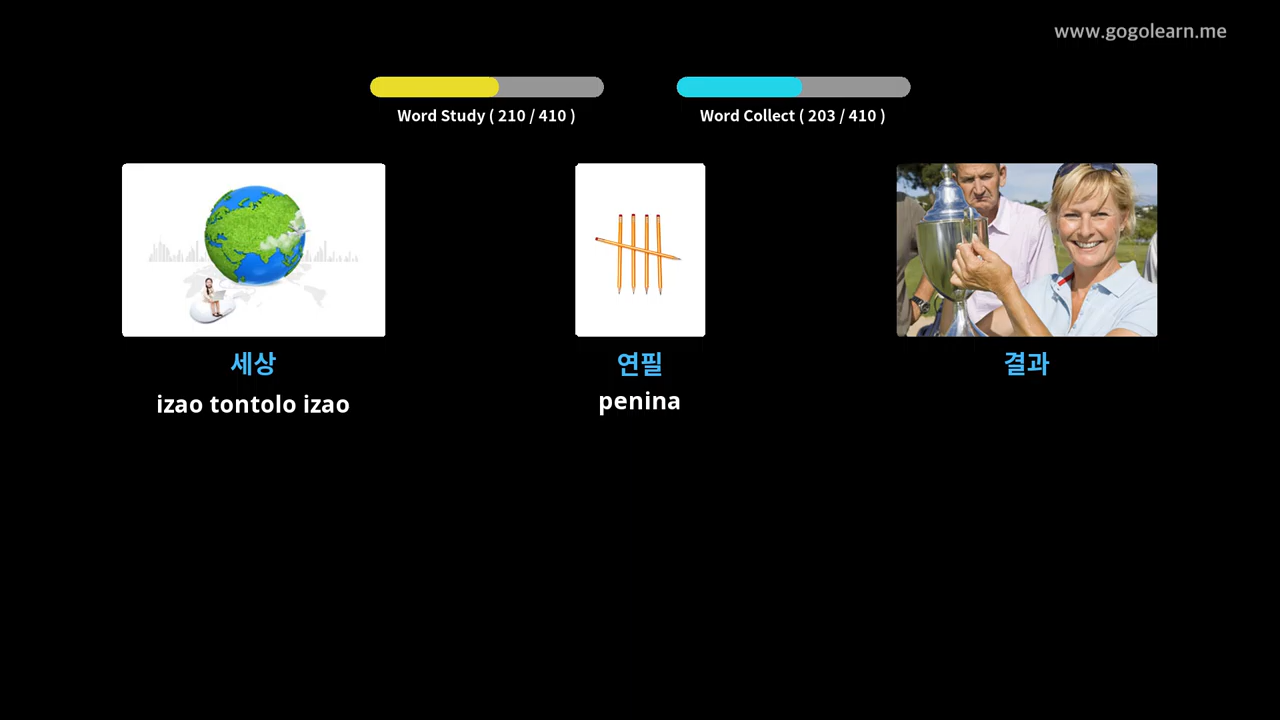 www.gogolearn.me
Word Study ( 210 / 410 )
Word Collect ( 203 / 410 )
세상
연필
결과
izao tontolo izao
penina